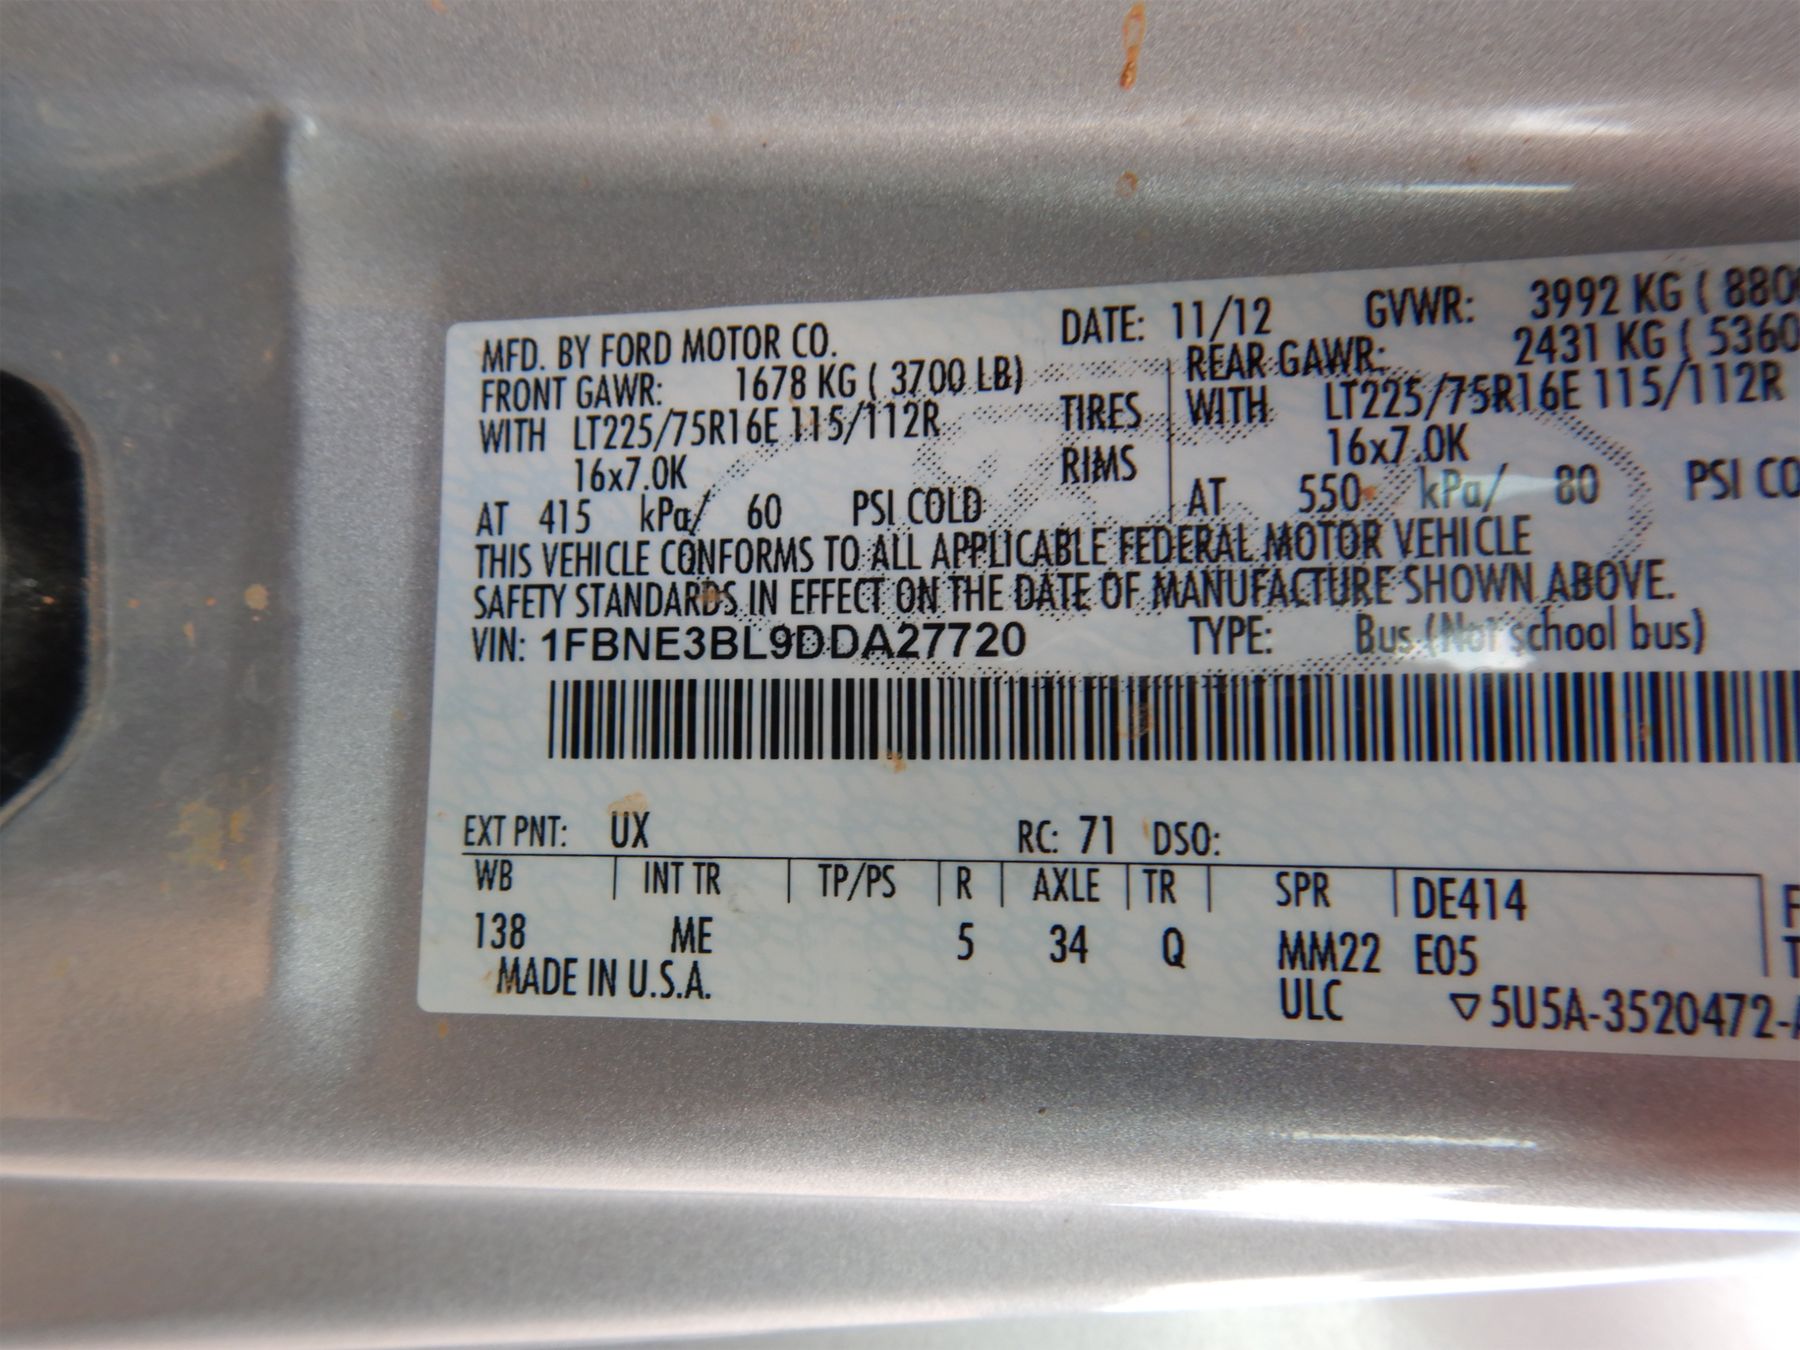 MFD. BY FORD MOTOR CO. DATE: 11/12 GVWR: 3992 KG ( 880
FRONT GAWR: 1678 KG ( 3700 LB) REAR GAWR: 2431 KG ( 5360
WITH LT225/75R16E 115/112R TIRES WITH LT225/75R16E 115/112R
16x7.0K RIMS 16x7.0K
AT 415 kPa/ 60 PSI COLD AT 550 kPa/ 80 PSI CO
THIS VEHICLE CONFORMS TO ALL APPLICABLE FEDERAL MOTOR VEHICLE
SAFETY STANDARDS IN EFFECT ON THE DATE OF MANUFACTURE SHOWN ABOVE.
VIN: 1FBNE3BL9DDA27720 TYPE: Bus (Not school bus)
EXT PNT: UX RC: 71 DSO:
WB INT TR TP/PS R AXLE TR SPR DE414
138 ME 5 34 Q MM22 E05
MADE IN U.S.A. ULC ▽5U5A-3520472-